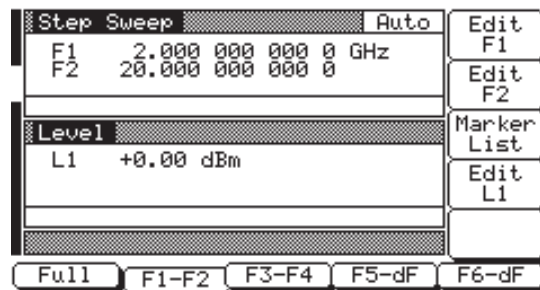 Step Sweep Auto
F1 2.000 000 000 0 GHz
F2 20.000 000 000 0
Level
L1 +0.00 dBm
Edit
F1
Edit
F2
Marker
List
Edit
L1
Full F1-F2 F3-F4 F5-dF F6-dF